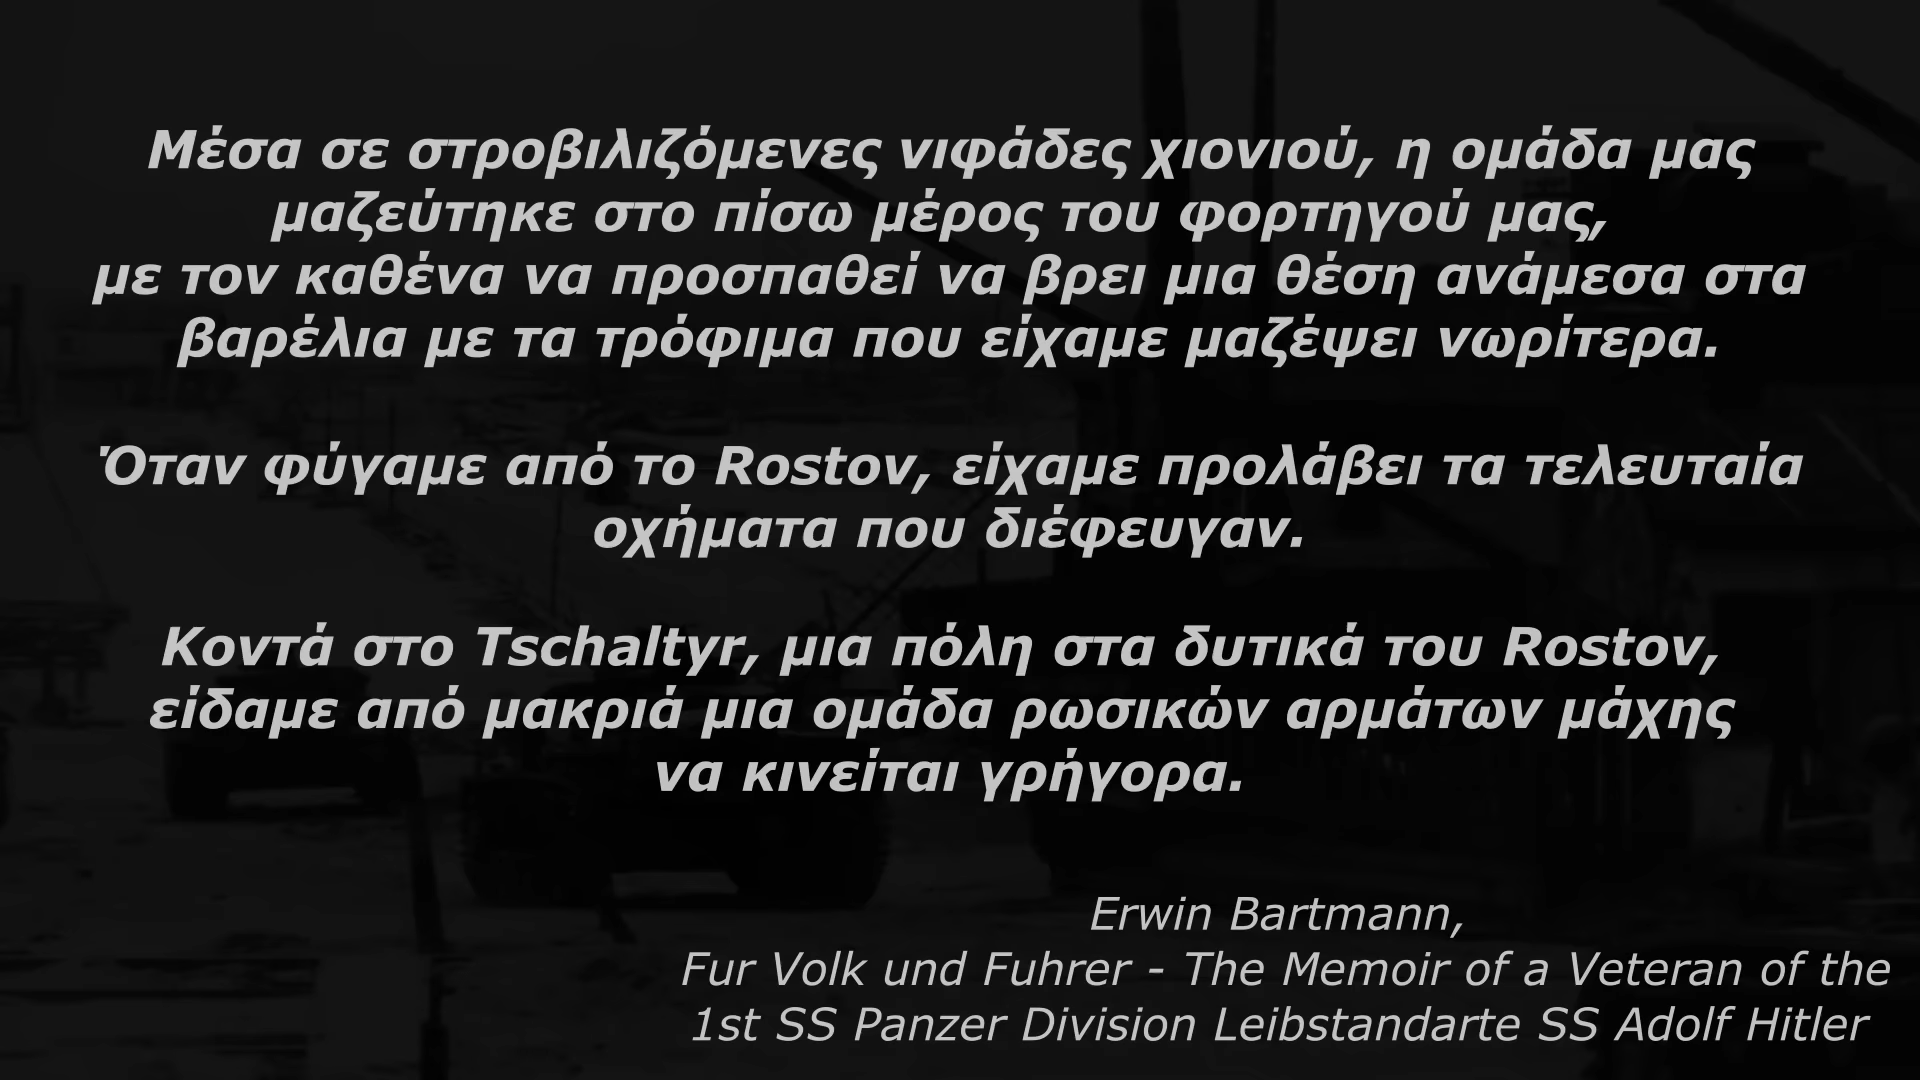 Μέσα σε στροβιλιζόμενες νιφάδες χιονιού, η ομάδα μας
μαζεύτηκε στο πίσω μέρος του φορτηγού μας,
με τον καθένα να προσπαθεί να βρει μια θέση ανάμεσα στα
βαρέλια με τα τρόφιμα που είχαμε μαζέψει νωρίτερα.
Όταν φύγαμε από το Rostov, είχαμε προλάβει τα τελευταία
οχήματα που διέφευγαν.
Κοντά στο Tschaltyr, μια πόλη στα δυτικά του Rostov,
είδαμε από μακριά μια ομάδα ρωσικών αρμάτων μάχης
να κινείται γρήγορα.
Erwin Bartmann,
Fur Volk und Fuhrer - The Memoir of a Veteran of the
1st SS Panzer Division Leibstandarte SS Adolf Hitler